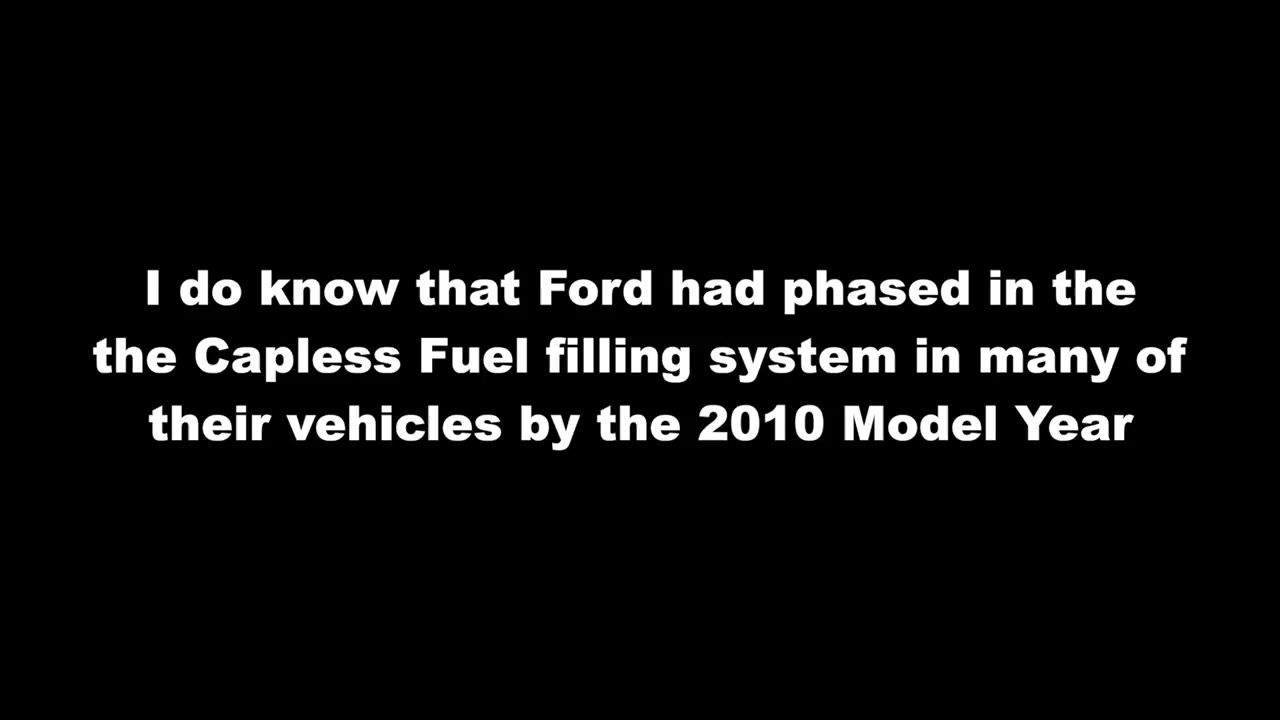 I do know that Ford had phased in the
the Capless Fuel filling system in many of
their vehicles by the 2010 Model Year